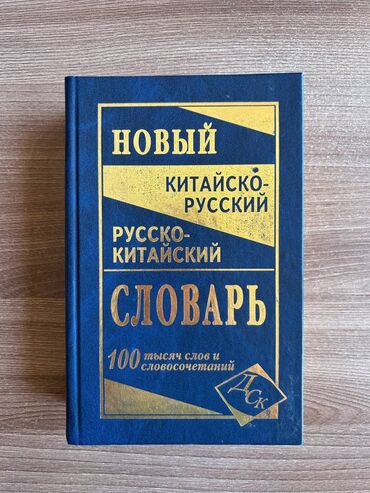 НОВЫЙ
КИТАЙСКО-
РУССКИЙ
РУССКО-
КИТАЙСКИЙ
СЛОВАРЬ
100 тысяч слов и
словосочетаний
ДСК